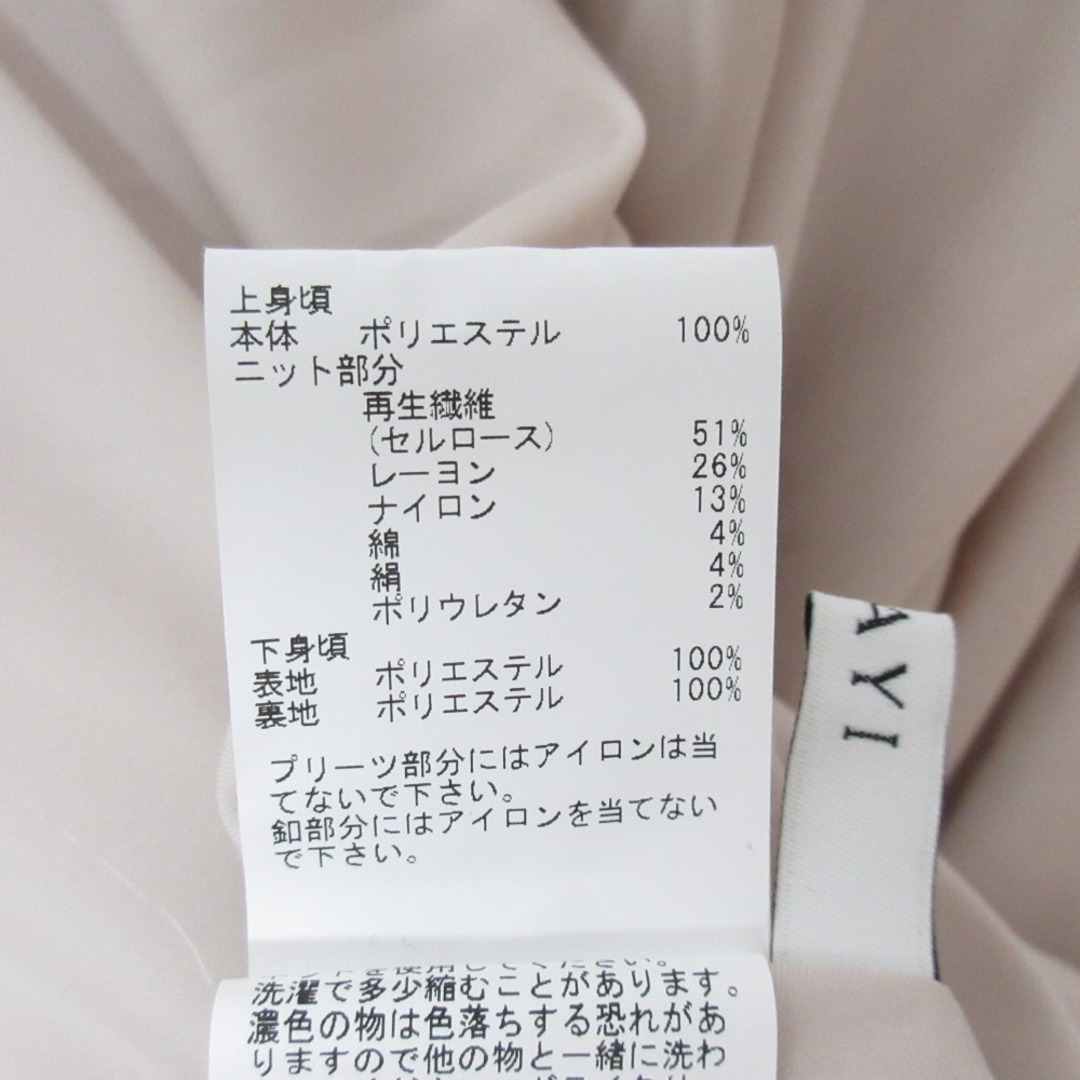 上身頃
本体 ポリエステル 100%
ニット部分
再生繊維
(セルロース) 51%
レーヨン 26%
ナイロン 13%
綿 4%
絹 4%
ポリウレタン 2%
下身頃
表地 ポリエステル 100%
裏地 ポリエステル 100%
プリーツ部分にはアイロンは当
てないで下さい。
釦部分にはアイロンを当てない
で下さい。
洗濯で多少縮むことがあります。
濃色の物は色落ちする恐れがあ
りますので他の物と一緒に洗わ
AYI